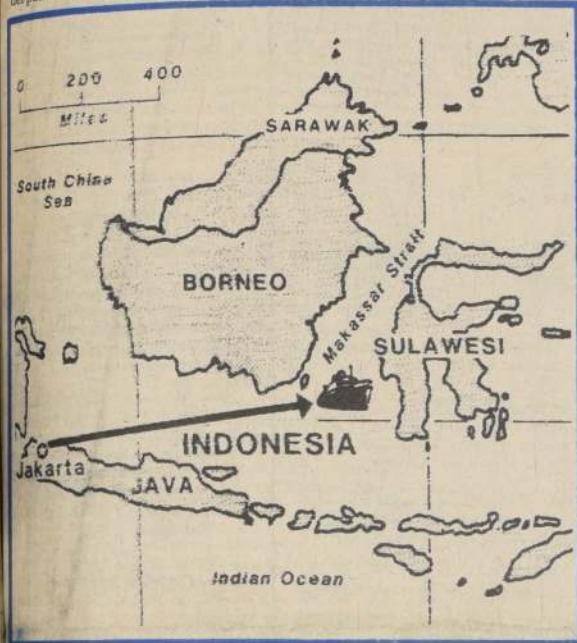 0 200 400
Miles
SARAWAK
South China
Sea
BORNEO
Makassar Strait
SULAWESI
INDONESIA
Jakarta
JAVA
Indian Ocean